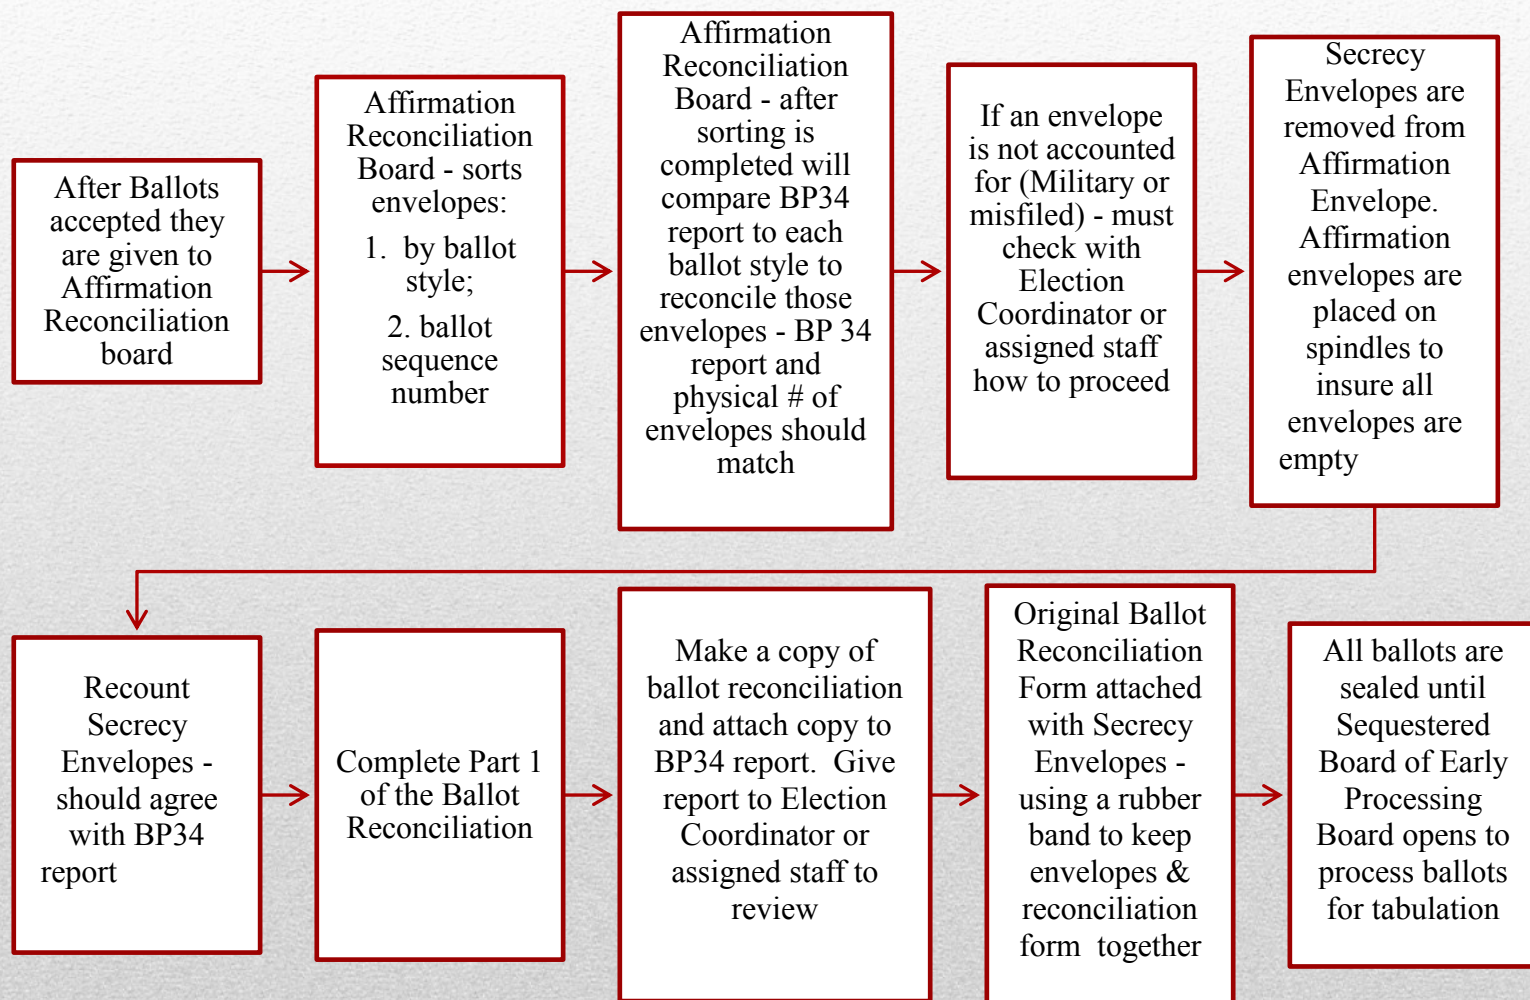 After Ballots
accepted they
are given to
Affirmation
Reconciliation
board
Affirmation
Reconciliation
Board - sorts
envelopes:
1. by ballot
style;
2. ballot
sequence
number
Affirmation
Reconciliation
Board - after
sorting is
completed will
compare BP34
report to each
ballot style to
reconcile those
envelopes - BP 34
report and
physical # of
envelopes should
match
If an envelope
is not accounted
for (Military or
misfiled) - must
check with
Election
Coordinator or
assigned staff
how to proceed
Secrecy
Envelopes are
removed from
Affirmation
Envelope.
Affirmation
envelopes are
placed on
spindles to
insure all
envelopes are
empty
Recount
Secrecy
Envelopes -
should agree
with BP34
report
Complete Part 1
of the Ballot
Reconciliation
Make a copy of
ballot reconciliation
and attach copy to
BP34 report. Give
report to Election
Coordinator or
assigned staff to
review
Original Ballot
Reconciliation
Form attached
with Secrecy
Envelopes -
using a rubber
band to keep
envelopes &
reconciliation
form together
All ballots are
sealed until
Sequestered
Board of Early
Processing
Board opens to
process ballots
for tabulation